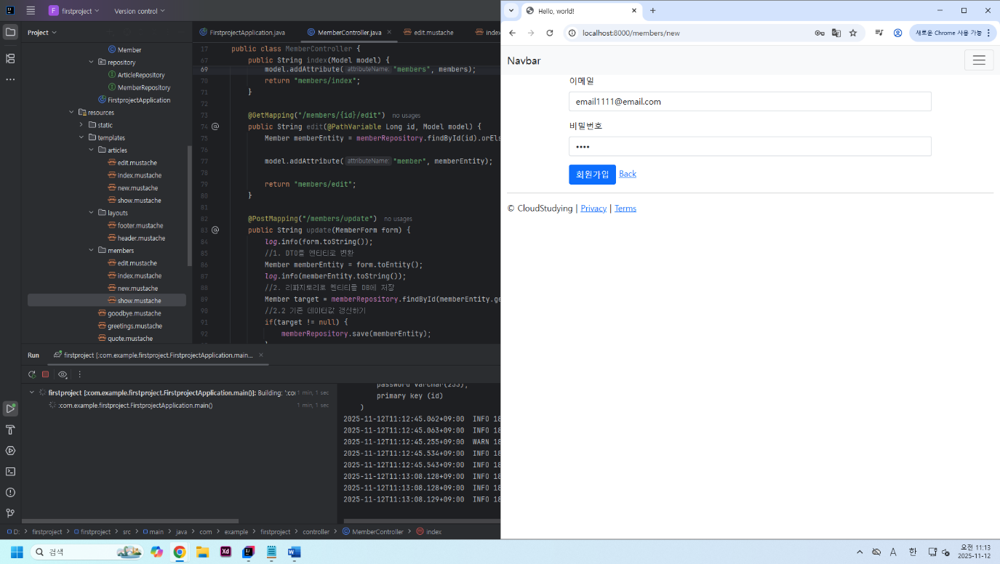 F firstproject Version control
Project
Member
repository
ArticleRepository
MemberRepository
FirstprojectApplication
resources
static
templates
articles
edit.mustache
index.mustache
new.mustache
show.mustache
layouts
footer.mustache
header.mustache
members
edit.mustache
index.mustache
new.mustache
show.mustache
goodbye.mustache
greetings.mustache
quote.mustache
FirstprojectApplication.java MemberController.java edit.mustache index
17 public class MemberController {
67 public String index(Model model) {
69 model.addAttribute( attributeName: "members", members);
70 return "members/index";
71 }
72
73 @GetMapping("/members/{id}/edit") no usages
74 public String edit(@PathVariable Long id, Model model) {
75 Member memberEntity = memberRepository.findById(id).orEls
76
77 model.addAttribute( attributeName: "member", memberEntity);
78
79 return "members/edit";
80 }
81
82 @PostMapping("/members/update") no usages
83 public String update(MemberForm form) {
84 log.info(form.toString());
85 //1. DTO를 엔티티로 변환
86 Member memberEntity = form.toEntity();
87 log.info(memberEntity.toString());
88 //2. 리파지토리로 엔티티를 DB에 저장
89 Member target = memberRepository.findById(memberEntity.ge
90 //2.2 기존 데이터값 갱신하기
91 if(target != null) {
92 memberRepository.save(memberEntity);
Run firstproject [:com.example.firstproject.FirstprojectApplication.main...
firstproject [:com.example.firstproject.FirstprojectApplication.main()]: Building: ':cor 1 min, 1 sec
:com.example.firstproject.FirstprojectApplication.main() 1 min, 1 sec
password varchar(255),
primary key (id)
)
2025-11-12T11:12:45.062+09:00 INFO 18
2025-11-12T11:12:45.063+09:00 INFO 18
2025-11-12T11:12:45.255+09:00 WARN 18
2025-11-12T11:12:45.534+09:00 INFO 18
2025-11-12T11:12:45.543+09:00 INFO 18
2025-11-12T11:13:08.128+09:00 INFO 18
2025-11-12T11:13:08.128+09:00 INFO 18
2025-11-12T11:13:08.129+09:00 INFO 18
D: > firstproject > firstproject > src > main > java > com > example > firstproject > controller > MemberController > index
Hello, world!
localhost:8000/members/new
새로운 Chrome 사용 가능
Navbar
이메일
email1111@email.com
비밀번호
••••
회원가입 Back
© CloudStudying | Privacy | Terms
검색
A 한
오전 11:13
2025-11-12